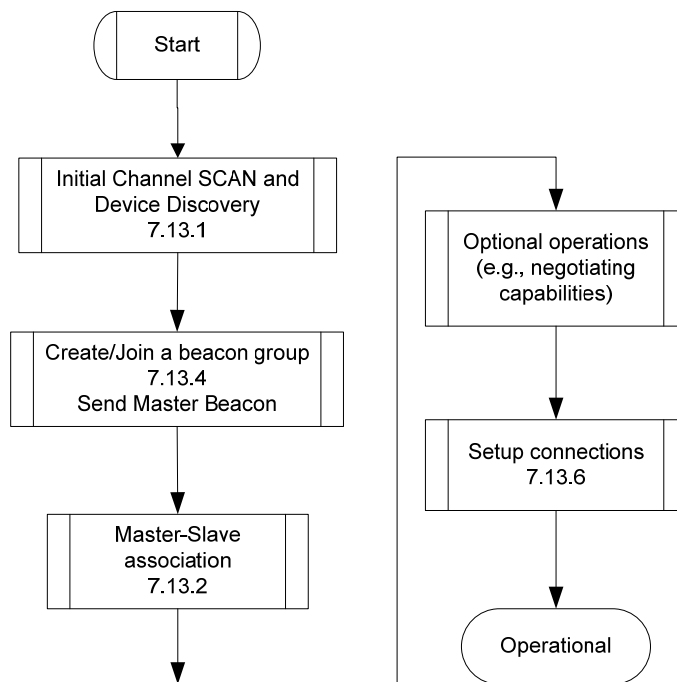 Start
Initial Channel SCAN and
Device Discovery
7.13.1
Create/Join a beacon group
7.13.4
Send Master Beacon
Master-Slave
association
7.13.2
Optional operations
(e.g., negotiating
capabilities)
Setup connections
7.13.6
Operational